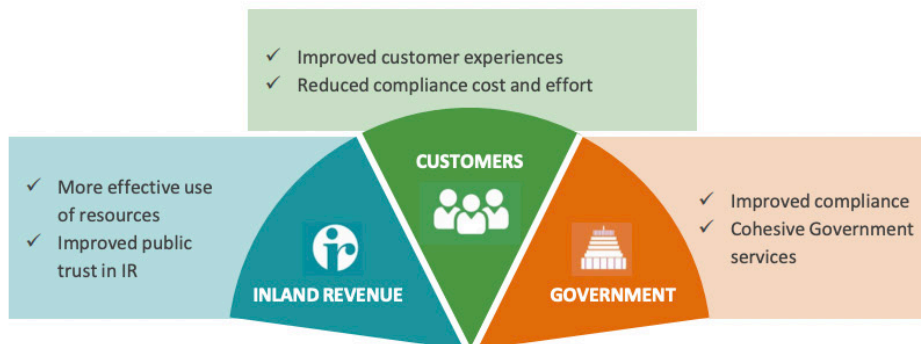 ✓ Improved customer experiences
✓ Reduced compliance cost and effort
CUSTOMERS
✓ More effective use
of resources
✓ Improved public
trust in IR
ir
INLAND REVENUE
✓ Improved compliance
✓ Cohesive Government
services
GOVERNMENT